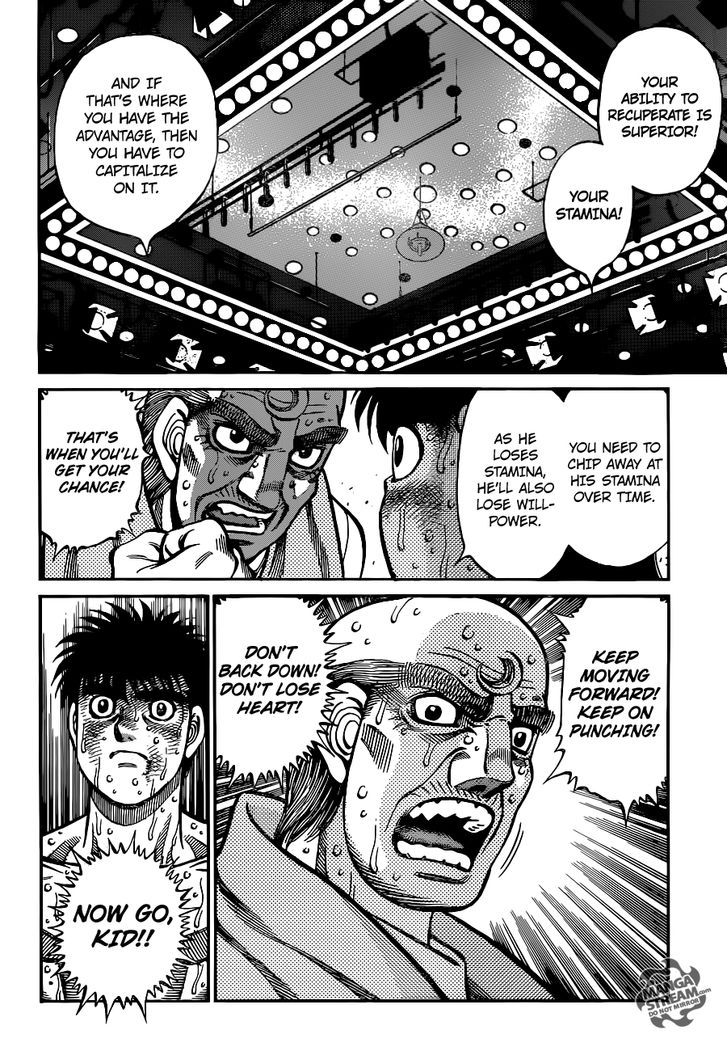 YOUR
ABILITY TO
RECUPERATE IS
SUPERIOR!
YOUR
STAMINA!
AND IF
THAT'S WHERE
YOU HAVE THE
ADVANTAGE, THEN
YOU HAVE TO
CAPITALIZE
ON IT.
YOU NEED TO
CHIP AWAY AT
HIS STAMINA
OVER TIME.
AS HE
LOSES
STAMINA,
HE'LL ALSO
LOSE WILL-
POWER.
THAT'S
WHEN YOU'LL
GET YOUR
CHANCE!
KEEP
MOVING
FORWARD!
KEEP ON
PUNCHING!
DON'T
BACK DOWN!
DON'T LOSE
HEART!
NOW GO,
KID!!
MANGA
STREAM.COM
DO NOT MIRROR